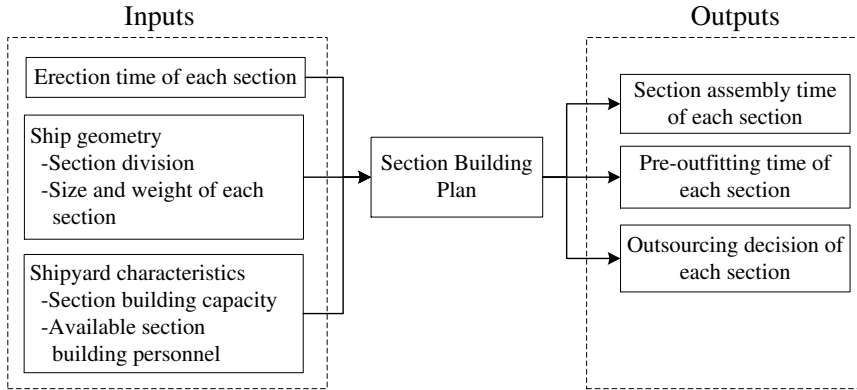 Inputs
Erection time of each section
Ship geometry
-Section division
-Size and weight of each
section
Shipyard characteristics
-Section building capacity
-Available section
building personnel
Section Building
Plan
Outputs
Section assembly time
of each section
Pre-outfitting time of
each section
Outsourcing decision of
each section